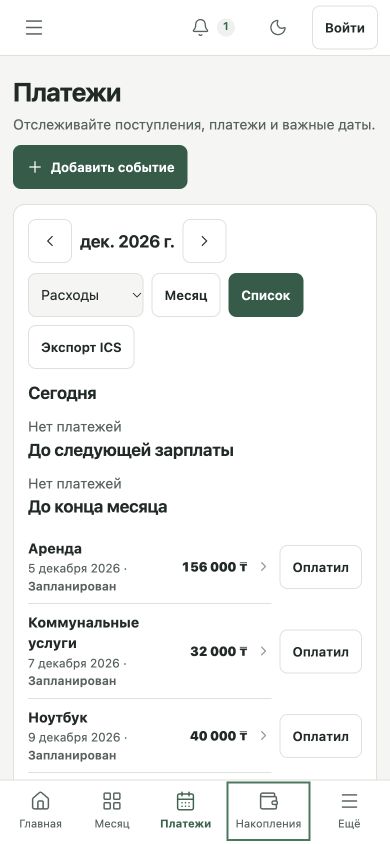 1
Войти
Платежи
Отслеживайте поступления, платежи и важные даты.
+ Добавить событие
дек. 2026 г.
Расходы
Месяц
Список
Экспорт ICS
Сегодня
Нет платежей
До следующей зарплаты
Нет платежей
До конца месяца
Аренда
5 декабря 2026 ·
Запланирован
156 000 ₸
Оплатил
Коммунальные
услуги
7 декабря 2026 ·
Запланирован
32 000 ₸
Оплатил
Ноутбук
9 декабря 2026 ·
Запланирован
40 000 ₸
Оплатил
Главная
Месяц
Платежи
Накопления
Ещё